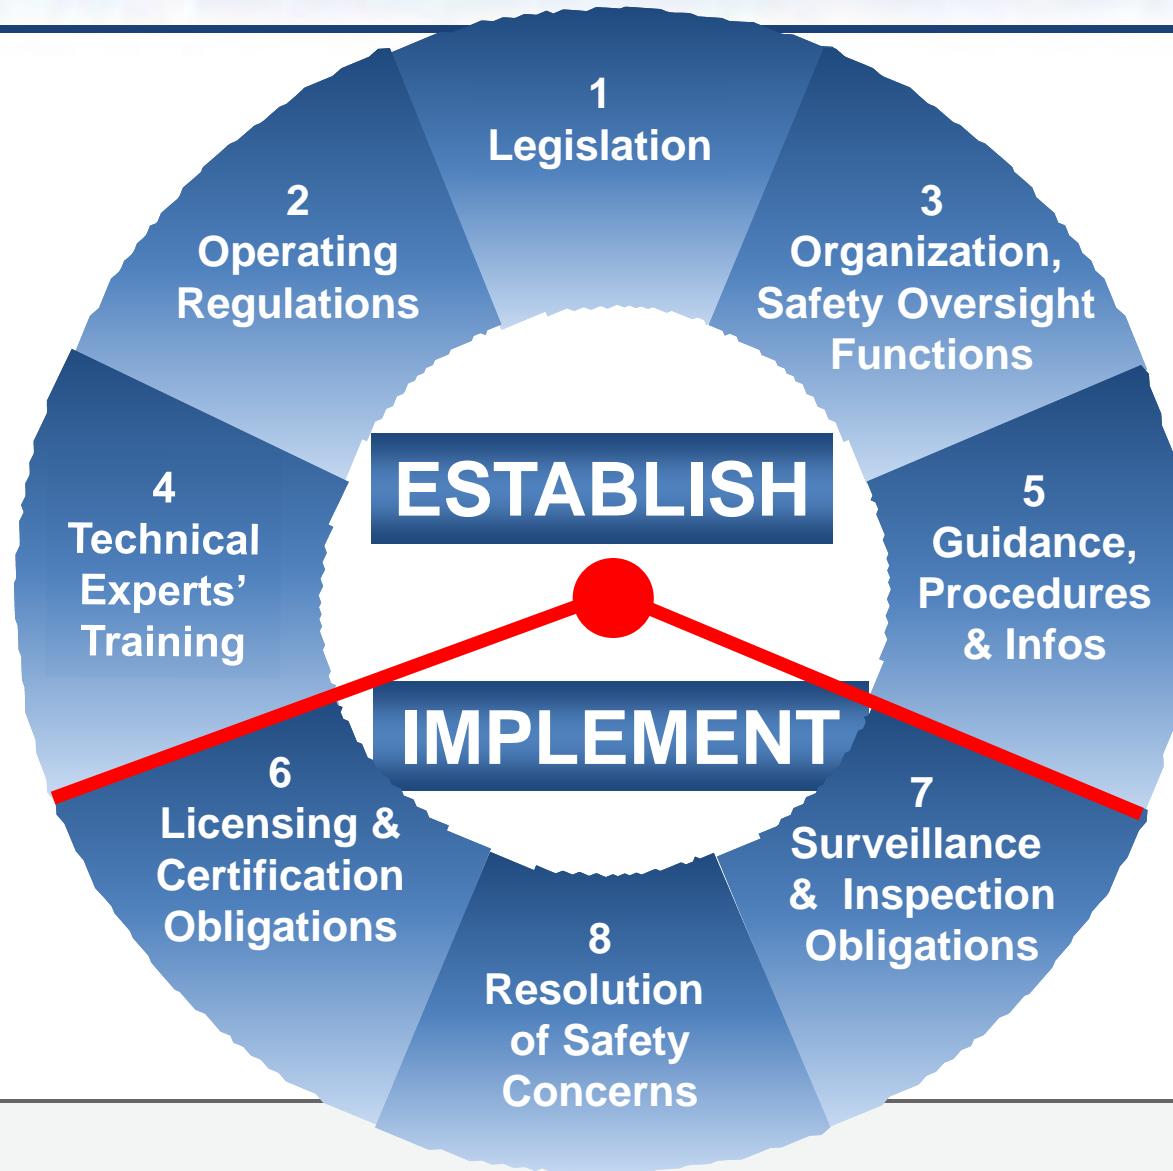 1
Legislation
2
Operating
Regulations
3
Organization,
Safety Oversight
Functions
4
Technical
Experts’
Training
ESTABLISH
5
Guidance,
Procedures
& Infos
IMPLEMENT
6
Licensing &
Certification
Obligations
7
Surveillance
& Inspection
Obligations
8
Resolution
of Safety
Concerns